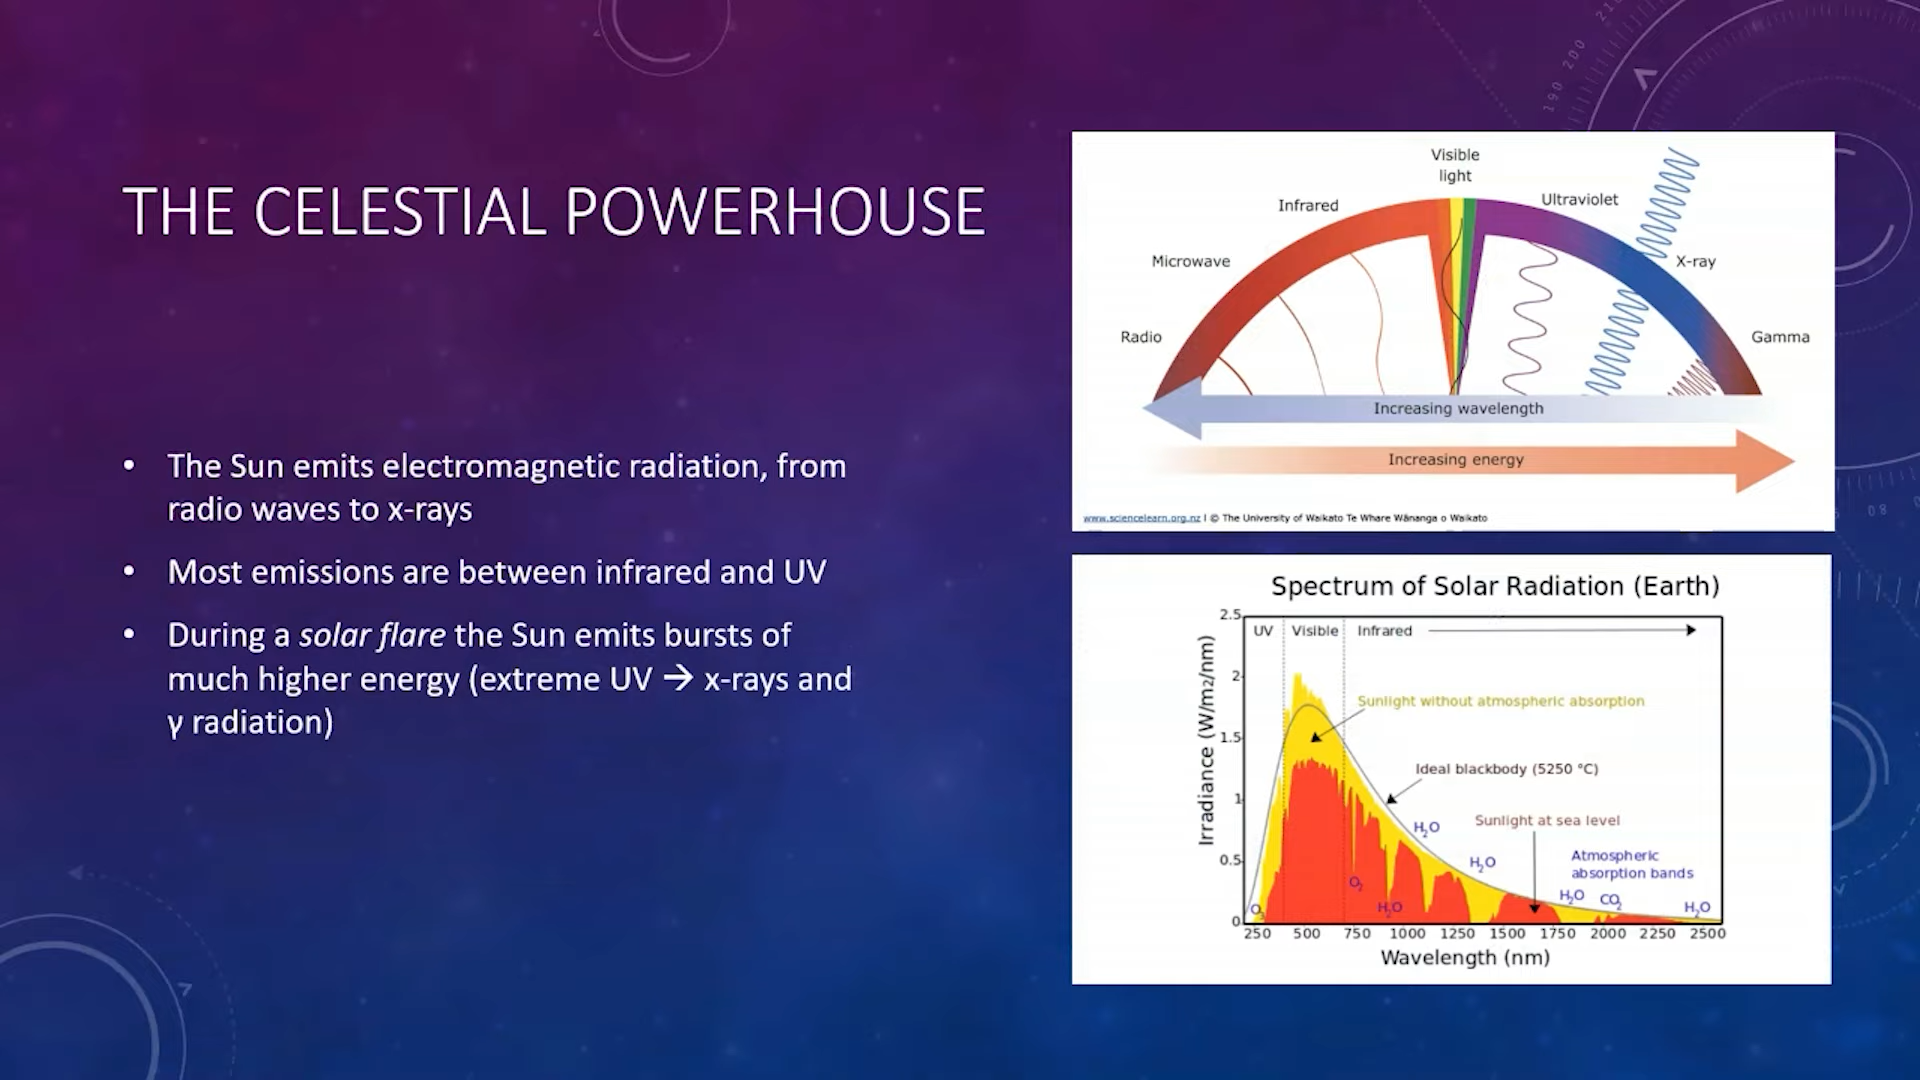 THE CELESTIAL POWERHOUSE
• The Sun emits electromagnetic radiation, from
radio waves to x-rays
• Most emissions are between infrared and UV
• During a solar flare the Sun emits bursts of
much higher energy (extreme UV → x-rays and
γ radiation)
Visible
light
Infrared
Ultraviolet
Microwave
X-ray
Radio
Gamma
Increasing wavelength
Increasing energy
www.sciencelearn.org.nz | © The University of Waikato Te Whare Wānanga o Waikato
Spectrum of Solar Radiation (Earth)
2.5
UV Visible Infrared
2
Sunlight without atmospheric absorption
1.5
Ideal blackbody (5250 °C)
1
H₂O
Sunlight at sea level
0.5
H₂O
Atmospheric
absorption bands
O₂
H₂O CO₂
O₃
H₂O
H₂O
0
250 500 750 1000 1250 1500 1750 2000 2250 2500
Wavelength (nm)
Irradiance (W/m2/nm)
190 200 210
80